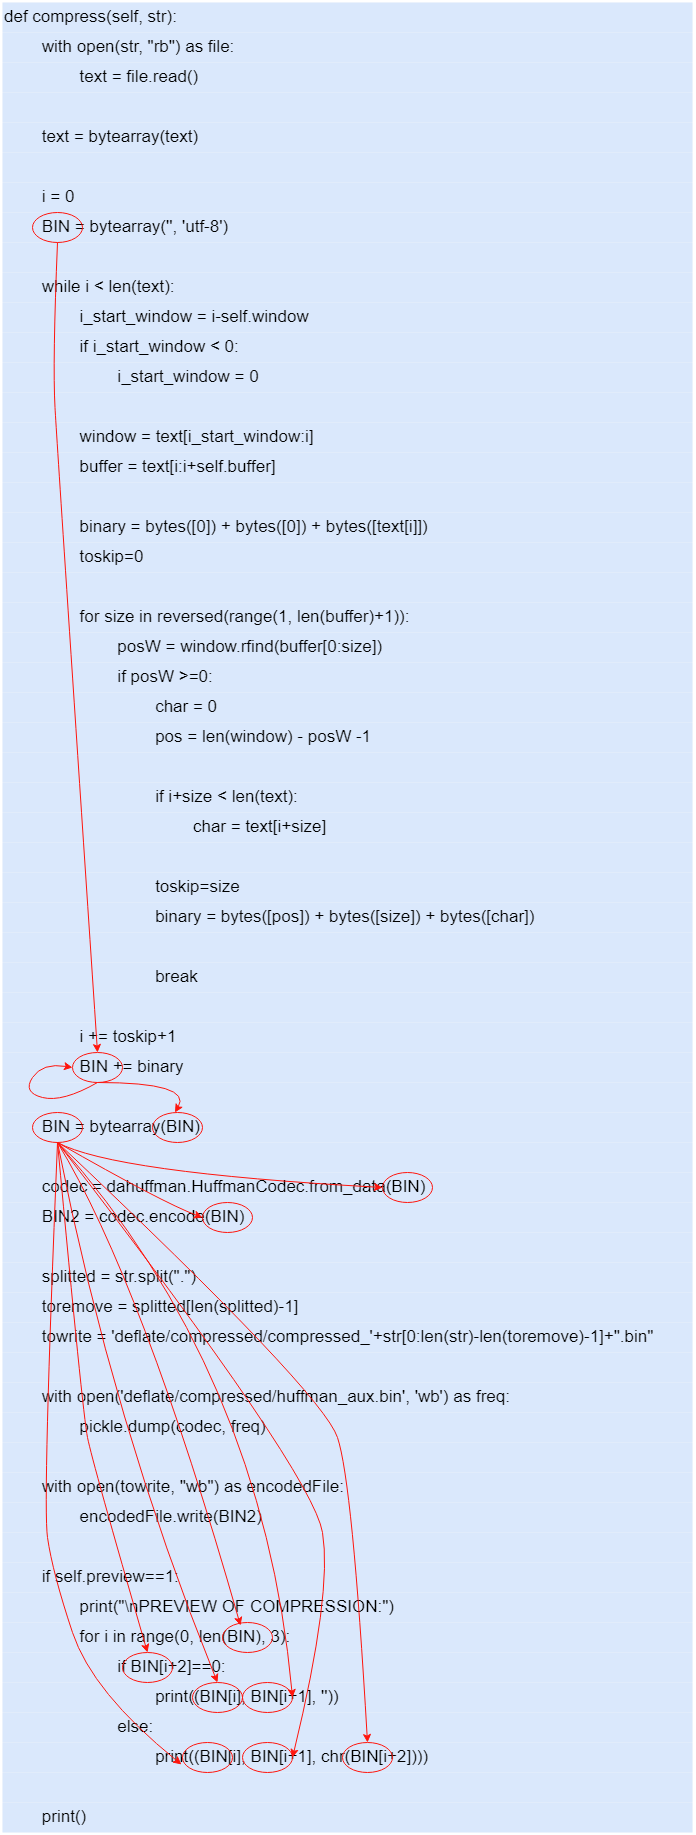 def compress(self, str):
with open(str, "rb") as file:
text = file.read()
text = bytearray(text)
i = 0
BIN = bytearray('', 'utf-8')
while i < len(text):
i_start_window = i-self.window
if i_start_window < 0:
i_start_window = 0
window = text[i_start_window:i]
buffer = text[i:i+self.buffer]
binary = bytes([0]) + bytes([0]) + bytes([text[i]])
toskip=0
for size in reversed(range(1, len(buffer)+1)):
posW = window.rfind(buffer[0:size])
if posW >=0:
char = 0
pos = len(window) - posW -1
if i+size < len(text):
char = text[i+size]
toskip=size
binary = bytes([pos]) + bytes([size]) + bytes([char])
break
i += toskip+1
BIN += binary
BIN = bytearray(BIN)
codec = dahuffman.HuffmanCodec.from_data(BIN)
BIN2 = codec.encode(BIN)
splitted = str.split(".")
toremove = splitted[len(splitted)-1]
towrite = 'deflate/compressed/compressed_'+str[0:len(str)-len(toremove)-1]+".bin"
with open('deflate/compressed/huffman_aux.bin', 'wb') as freq:
pickle.dump(codec, freq)
with open(towrite, "wb") as encodedFile:
encodedFile.write(BIN2)
if self.preview==1:
print("\nPREVIEW OF COMPRESSION:")
for i in range(0, len(BIN), 3):
if BIN[i+2]==0:
print((BIN[i], BIN[i+1], ''))
else:
print((BIN[i], BIN[i+1], chr(BIN[i+2])))
print()